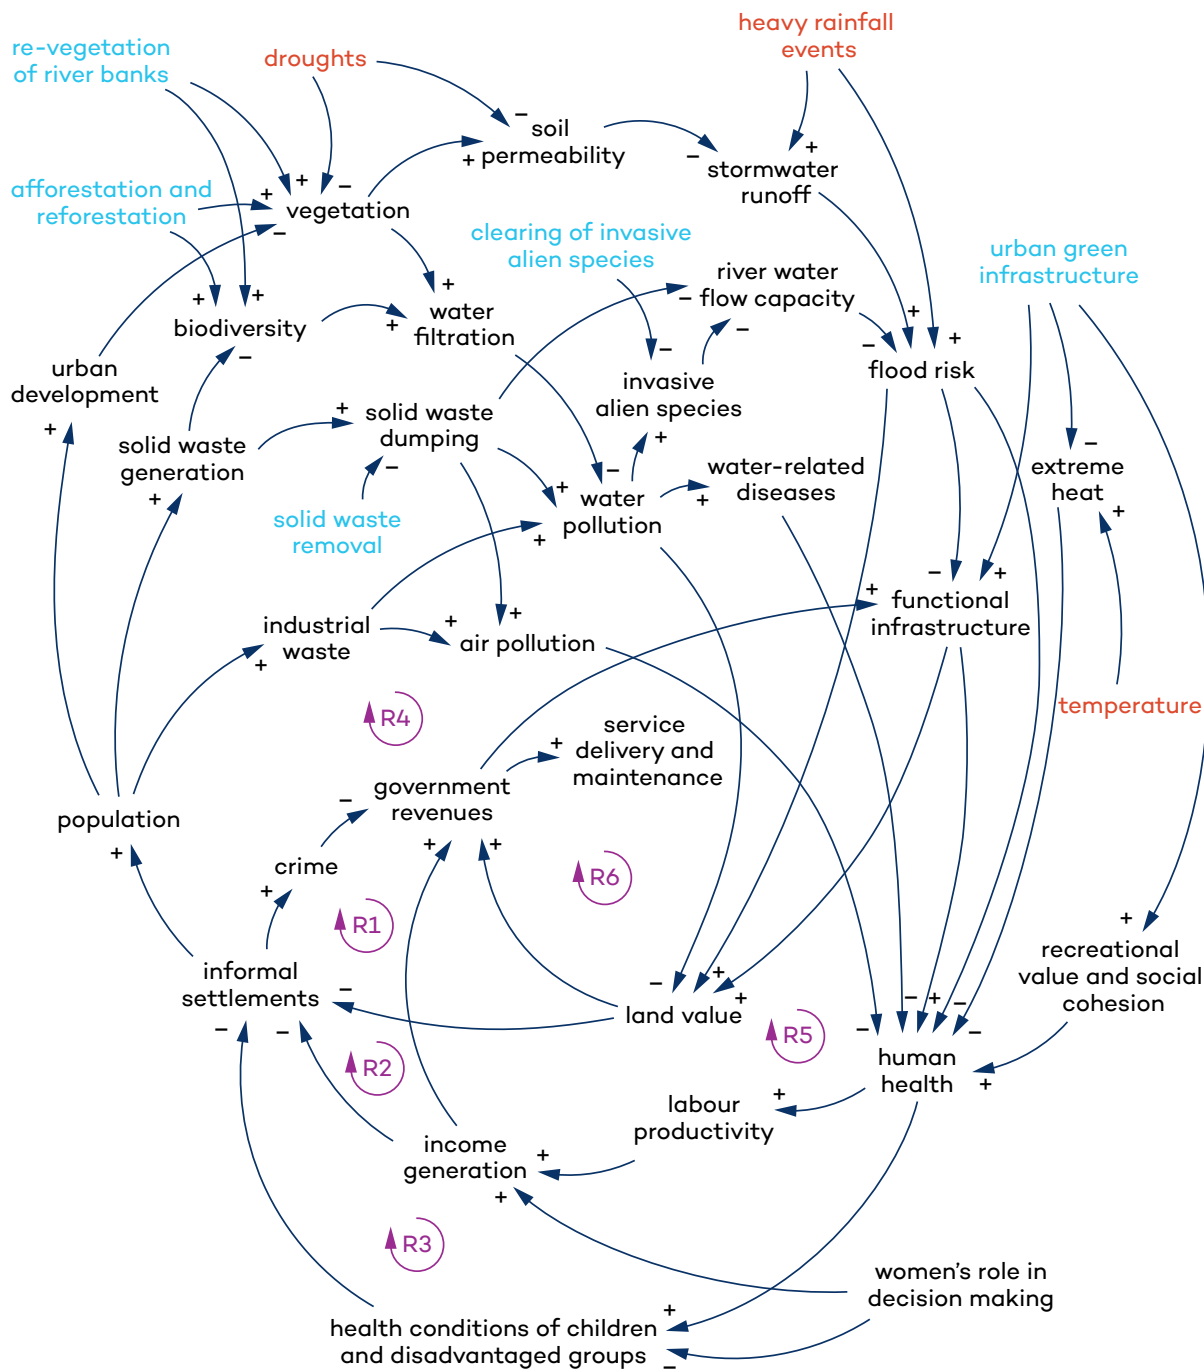 heavy rainfall
events
re-vegetation
of river banks
droughts
soil
permeability
stormwater
runoff
afforestation and
reforestation
vegetation
clearing of invasive
alien species
urban green
infrastructure
river water
flow capacity
biodiversity
water
filtration
urban
development
flood risk
invasive
alien species
solid waste
dumping
solid waste
generation
water-related
diseases
extreme
heat
water
pollution
solid waste
removal
functional
infrastructure
industrial
waste
air pollution
temperature
R4
service
delivery and
maintenance
government
revenues
population
crime
R6
R1
recreational
value and social
cohesion
informal
settlements
land value
R5
human
health
R2
labour
productivity
income
generation
R3
women's role in
decision making
health conditions of children
and disadvantaged groups